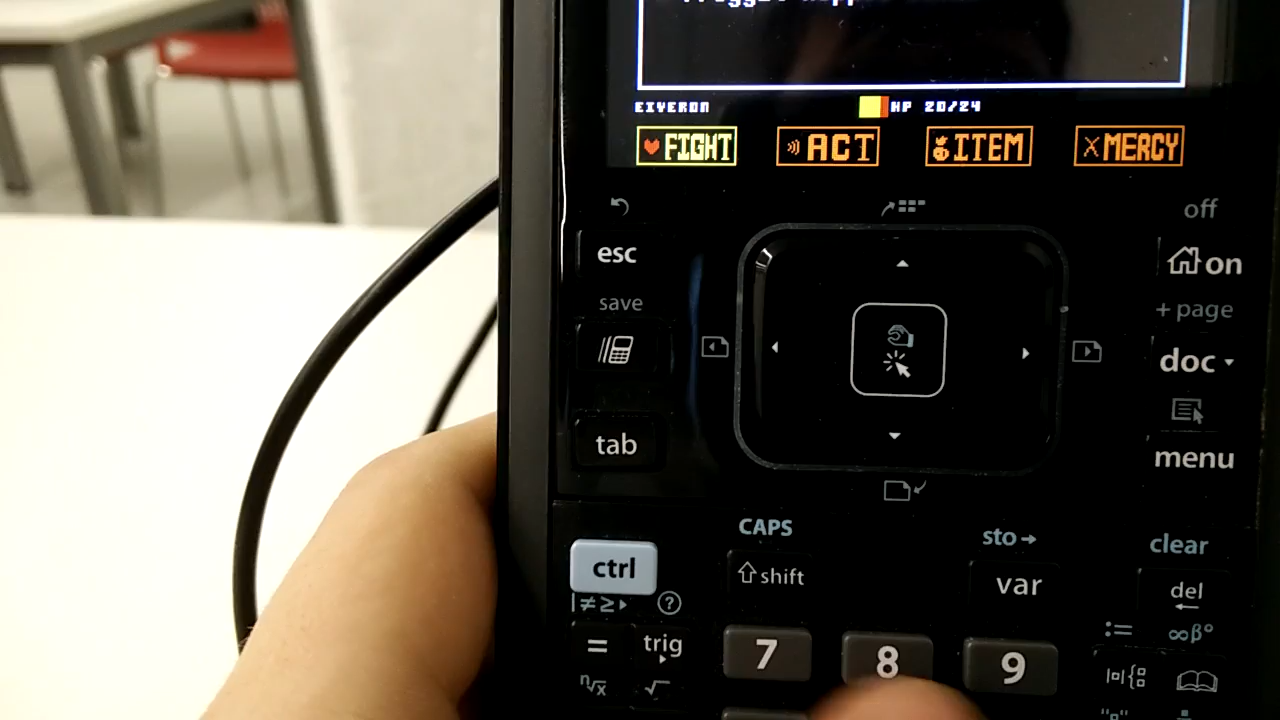 EIYERON HP 20/24
FIGHT ACT ITEM MERCY
off
esc on
save + page
doc
tab menu
CAPS sto clear
ctrl shift var del
= trig ∞β°
7 8 9